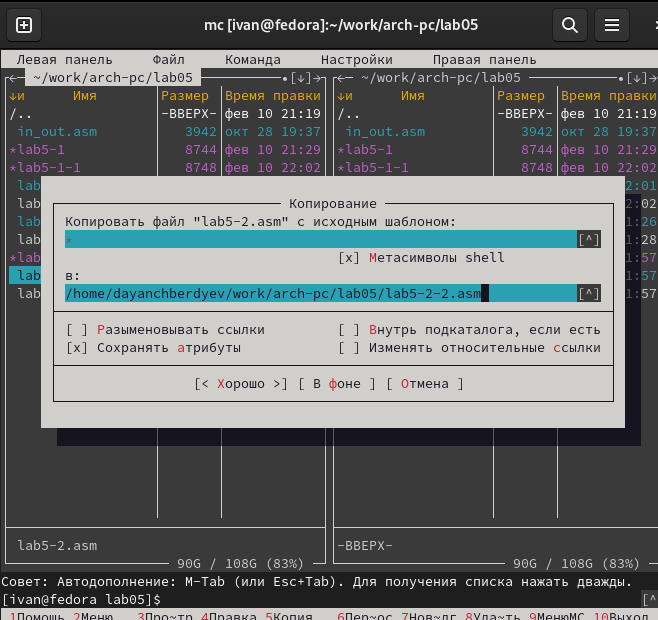 mc [ivan@fedora]:~/work/arch-pc/lab05
Левая панель Файл Команда Настройки Правая панель
~/work/arch-pc/lab05 [↓] ~/work/arch-pc/lab05 [↓]
↓и Имя Размер Время правки ↓и Имя Размер Время правки
/.. -ВВЕРХ- фев 10 21:19 /.. -ВВЕРХ- фев 10 21:19
in_out.asm 3942 окт 28 19:37 in_out.asm 3942 окт 28 19:37
*lab5-1 8744 фев 10 21:29 *lab5-1 8744 фев 10 21:29
*lab5-1-1 8748 фев 10 22:02 *lab5-1-1 8748 фев 10 22:02
lab 2:01
lab Копирование 2:02
lab Копировать файл "lab5-2.asm" с исходным шаблоном: 1:26
lab * [^] 1:28
*lab [x] Метасимволы shell 1:57
lab в: 1:57
lab /home/dayanchberdyev/work/arch-pc/lab05/lab5-2-2.asm [^] 1:57
[ ] Разыменовывать ссылки [ ] Внутрь подкаталога, если есть
[x] Сохранять атрибуты [ ] Изменять относительные ссылки
[< Хорошо >] [ В фоне ] [ Отмена ]
lab5-2.asm -ВВЕРХ-
90G / 108G (83%) 90G / 108G (83%)
Совет: Автодополнение: M-Tab (или Esc+Tab). Для получения списка нажать дважды.
[ivan@fedora lab05]$ [^
1Помощь 2Меню 3Про~тр 4Правка 5Копия 6Пер~ос 7Нов~лг 8Уда~ть 9МенюMC 10Выход